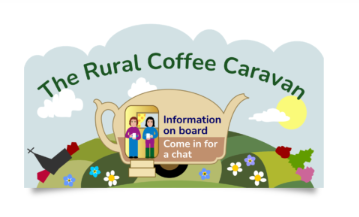 The Rural Coffee Caravan
Information
on board
Come in for
a chat